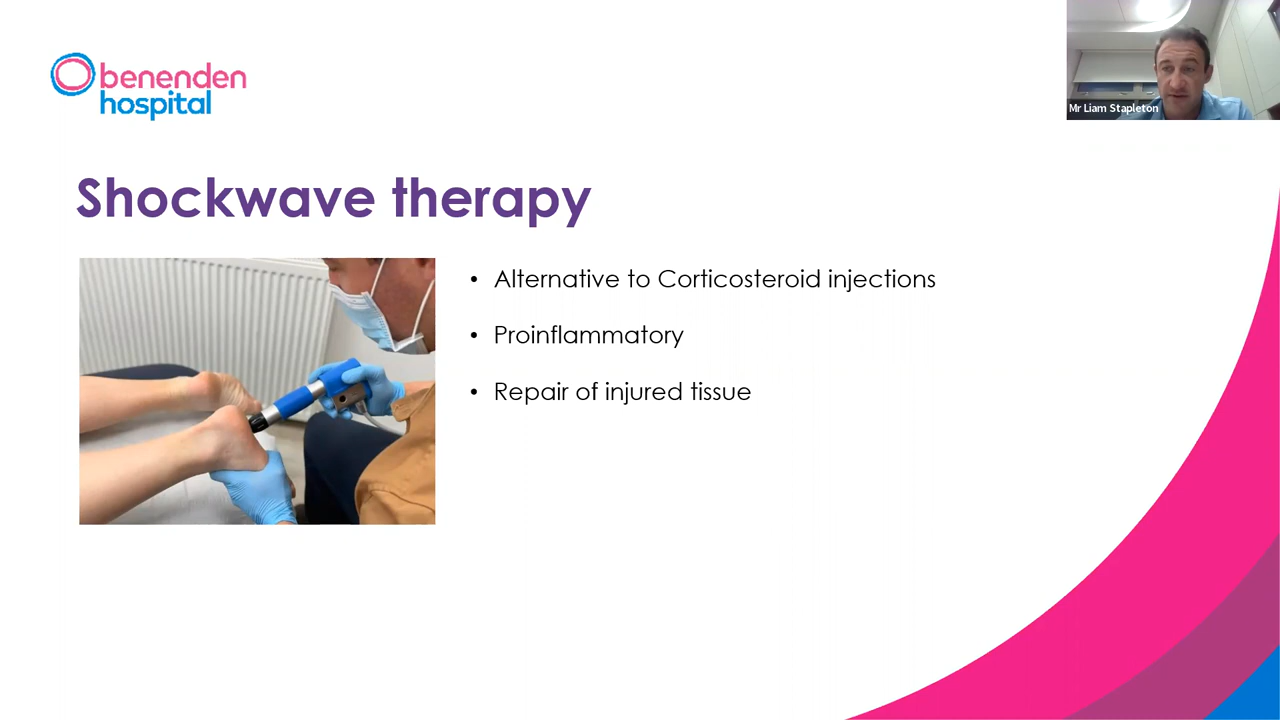 benenden
hospital
Mr Liam Stapleton
Shockwave therapy
• Alternative to Corticosteroid injections
• Proinflammatory
• Repair of injured tissue